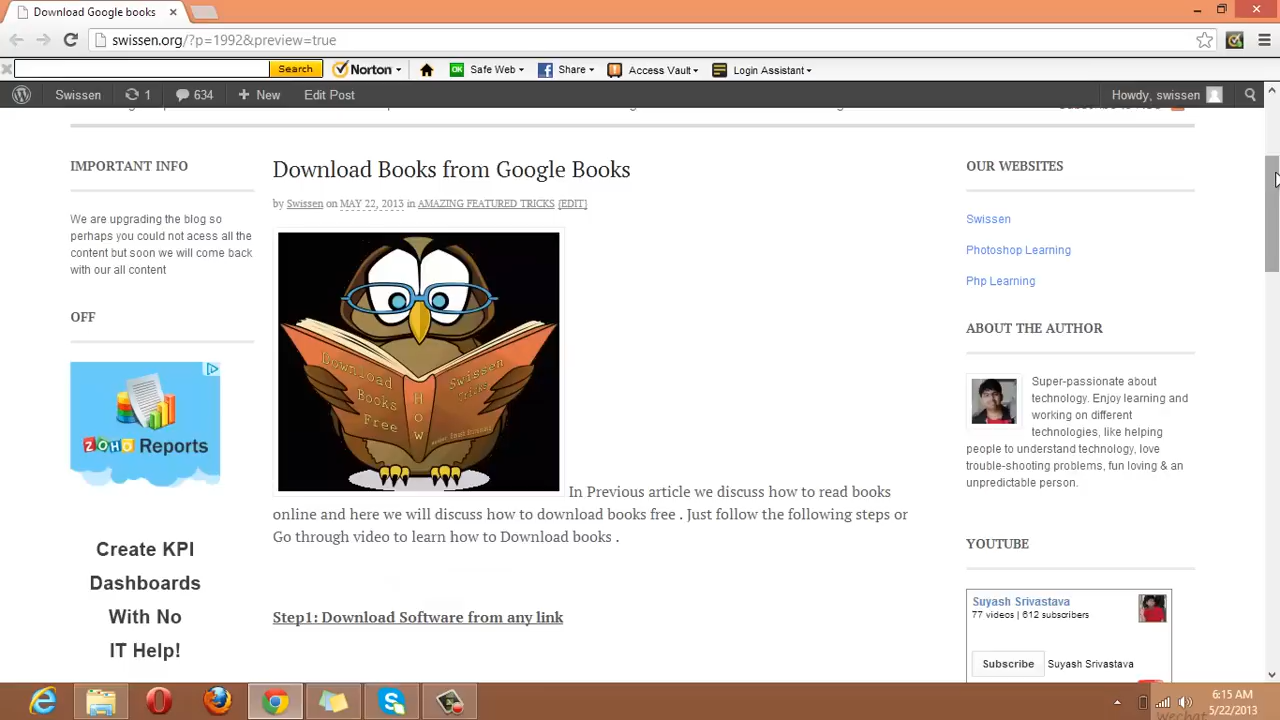 Download Google books
swissen.org/?p=1992&preview=true
Search Norton Safe Web Share Access Vault Login Assistant
Swissen 1 634 + New Edit Post Howdy, swissen
IMPORTANT INFO
We are upgrading the blog so
perhaps you could not acess all the
content but soon we will come back
with our all content
OFF
ZOHO Reports
Create KPI
Dashboards
With No
IT Help!
Download Books from Google Books
by Swissen on MAY 22, 2013 in AMAZING FEATURED TRICKS [EDIT]
Download
Books
Free
HOW
Swissen
Tricks
In Previous article we discuss how to read books
online and here we will discuss how to download books free . Just follow the following steps or
Go through video to learn how to Download books .
Step1: Download Software from any link
OUR WEBSITES
Swissen
Photoshop Learning
Php Learning
ABOUT THE AUTHOR
Super-passionate about
technology. Enjoy learning and
working on different
technologies, like helping
people to understand technology, love
trouble-shooting problems, fun loving & an
unpredictable person.
YOUTUBE
Suyash Srivastava
77 videos | 612 subscribers
Subscribe Suyash Srivastava
6:15 AM
5/22/2013